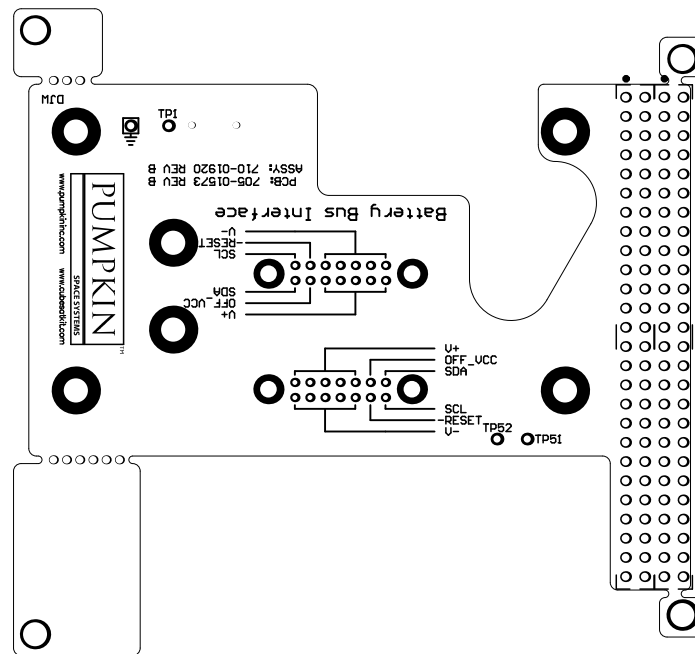 DJW
TP1
ASSY: 710-01920 REV B
PCB: 705-01573 REV B
Battery Bus Interface
V-
-RESET
SCL
SDA
OFF_VCC
V+
PUMPKIN
SPACE SYSTEMS
TM
www.pumpkininc.com www.cubesatkit.com
V+
OFF_VCC
SDA
SCL
-RESET
V-
TP52
TP51